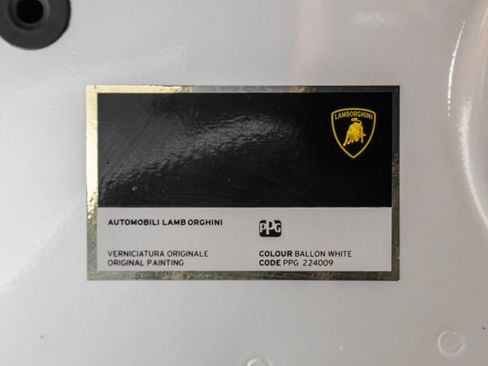 LAMBORGHINI
AUTOMOBILI LAMB ORGHINI
PPG
VERNICIATURA ORIGINALE
ORIGINAL PAINTING
COLOUR BALLON WHITE
CODE PPG 224009